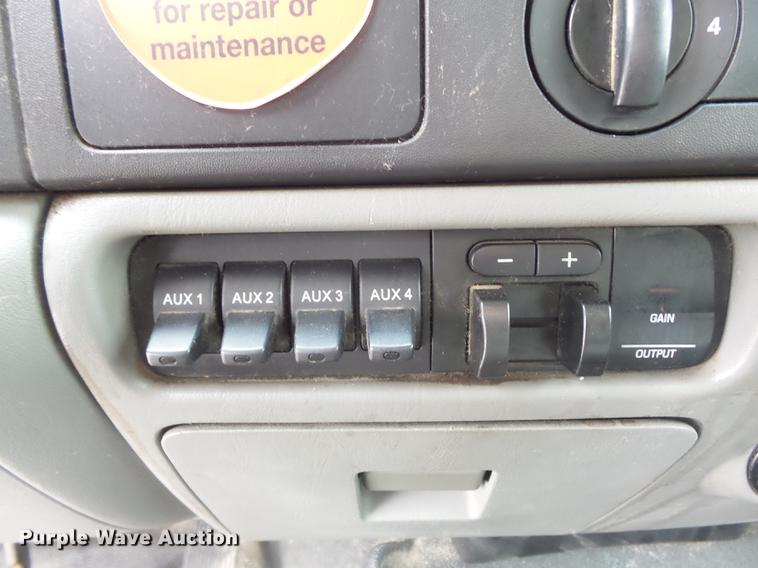 for repair or
maintenance
4
AUX 1 AUX 2 AUX 3 AUX 4
− +
GAIN
OUTPUT
Purple Wave Auction